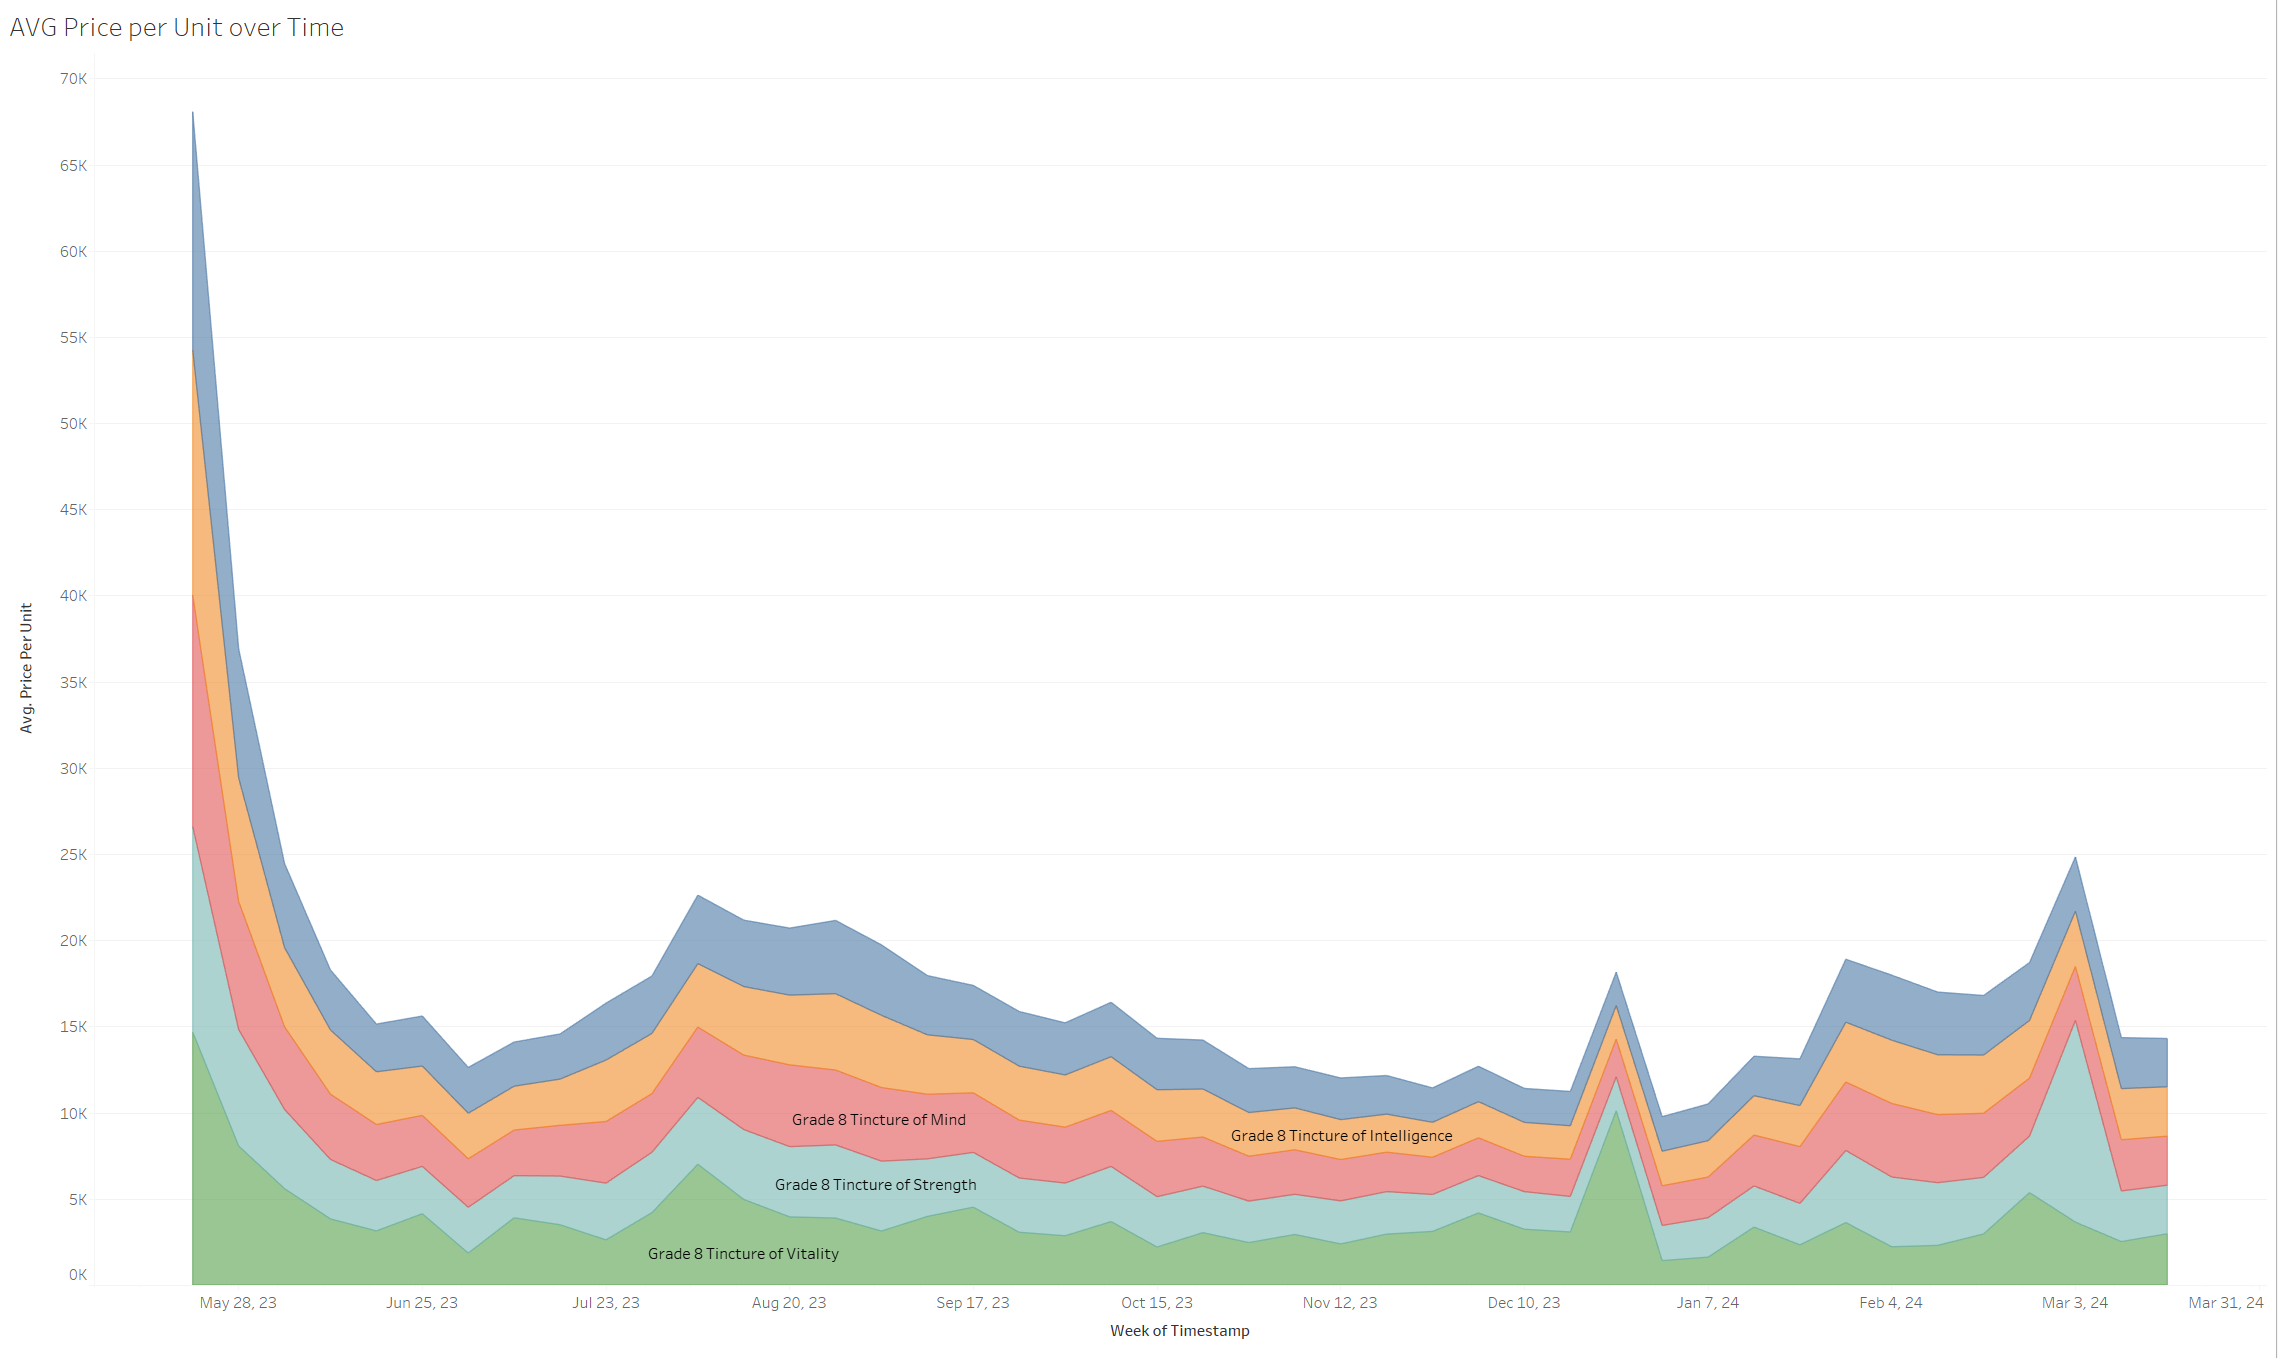 AVG Price per Unit over Time
70K
65K
60K
55K
50K
45K
40K
35K
30K
25K
20K
15K
10K
5K
0K
Avg. Price Per Unit
Grade 8 Tincture of Mind
Grade 8 Tincture of Intelligence
Grade 8 Tincture of Strength
Grade 8 Tincture of Vitality
May 28, 23 Jun 25, 23 Jul 23, 23 Aug 20, 23 Sep 17, 23 Oct 15, 23 Nov 12, 23 Dec 10, 23 Jan 7, 24 Feb 4, 24 Mar 3, 24 Mar 31, 24
Week of Timestamp